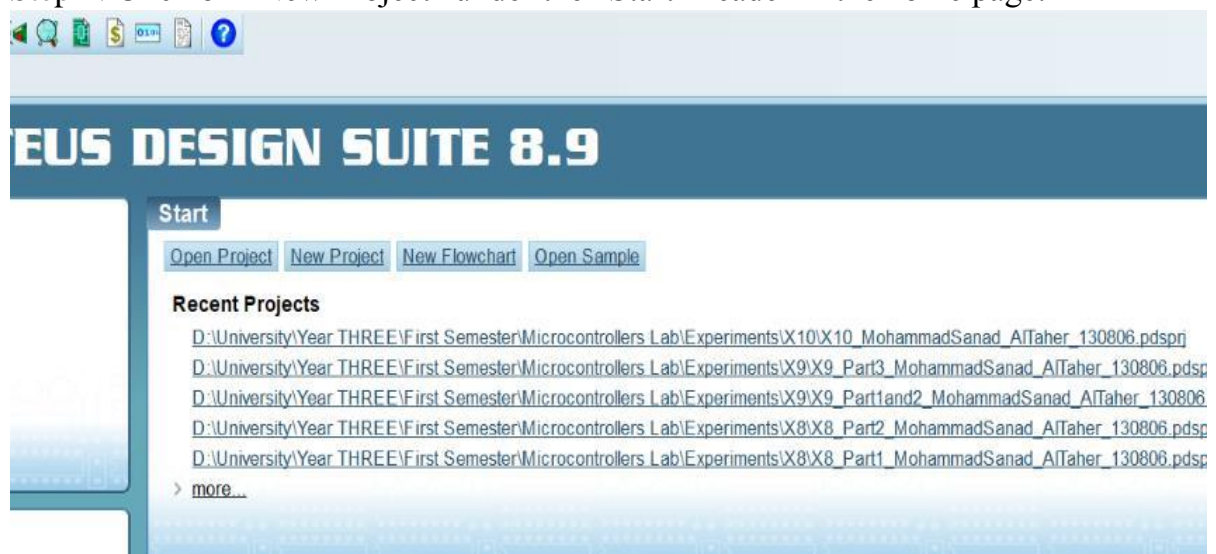 EUS DESIGN SUITE 8.9
Start
Open Project New Project New Flowchart Open Sample
Recent Projects
D:\University\Year THREE\First Semester\Microcontrollers Lab\Experiments\X10\X10_MohammadSanad_AlTaher_130806.pdsprj
D:\University\Year THREE\First Semester\Microcontrollers Lab\Experiments\X9\X9_Part3_MohammadSanad_AlTaher_130806.pdsp
D:\University\Year THREE\First Semester\Microcontrollers Lab\Experiments\X9\X9_Part1and2_MohammadSanad_AlTaher_130806.
D:\University\Year THREE\First Semester\Microcontrollers Lab\Experiments\X8\X8_Part2_MohammadSanad_AlTaher_130806.pdsp
D:\University\Year THREE\First Semester\Microcontrollers Lab\Experiments\X8\X8_Part1_MohammadSanad_AlTaher_130806.pdsp
> more...